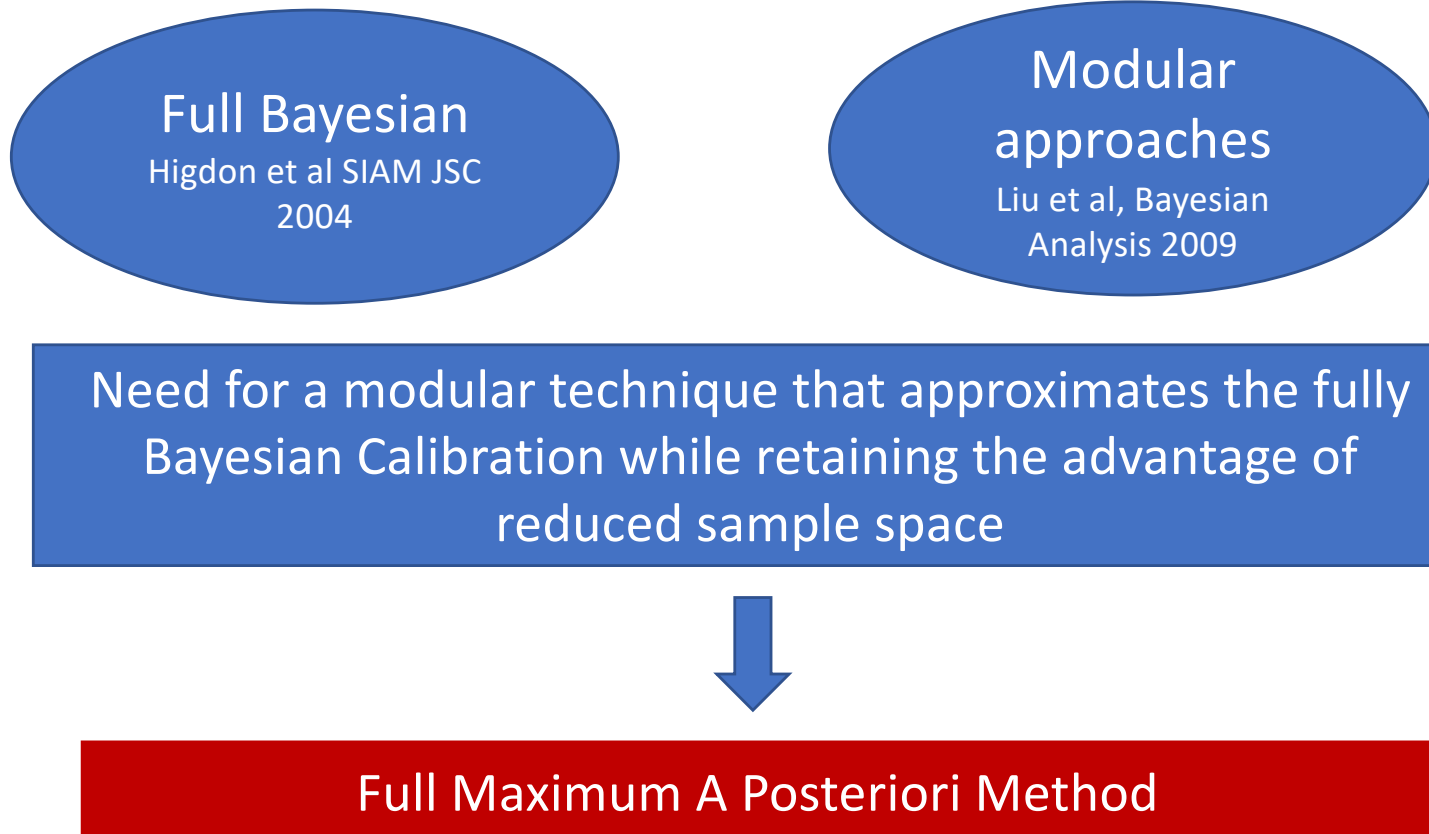 Full Bayesian
Higdon et al SIAM JSC
2004
Modular
approaches
Liu et al, Bayesian
Analysis 2009
Need for a modular technique that approximates the fully
Bayesian Calibration while retaining the advantage of
reduced sample space
Full Maximum A Posteriori Method